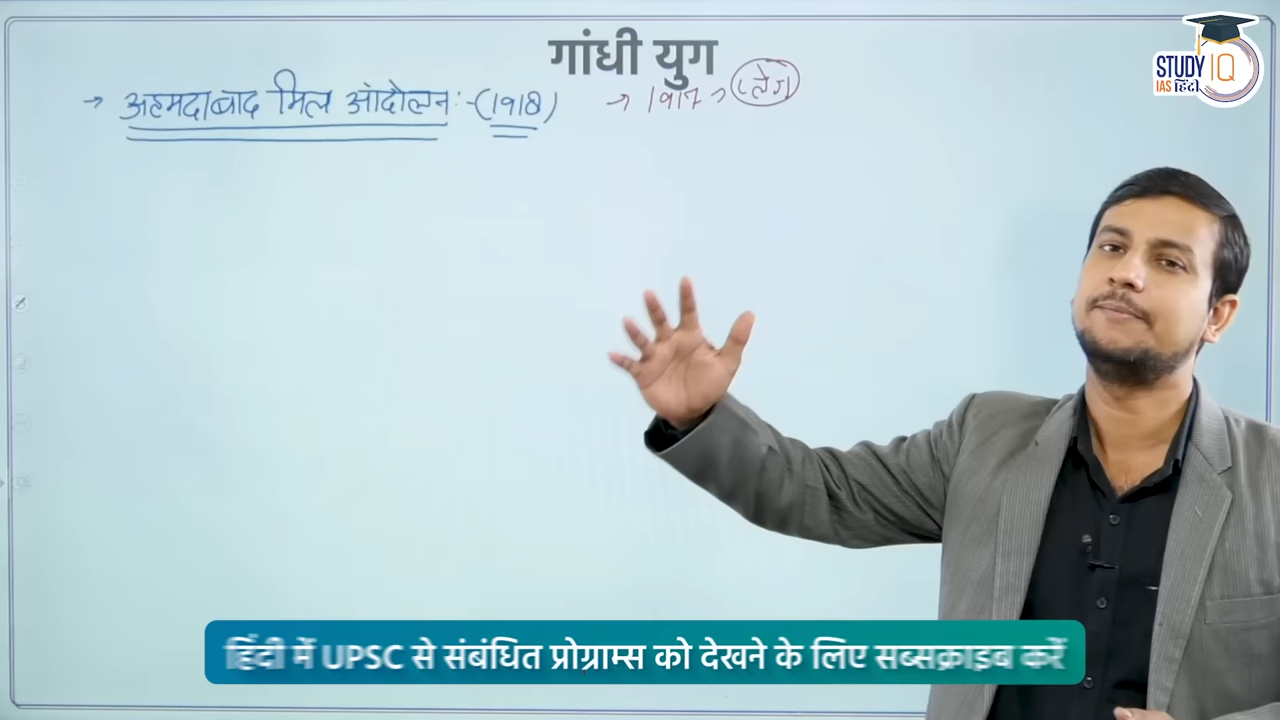 गांधी युग
STUDY IQ
IAS हिंदी
→ अहमदाबाद मिल आंदोलन :- (1918) → 1917 → प्लेग
हिंदी में UPSC से संबंधित प्रोग्राम्स को देखने के लिए सब्सक्राइब करें